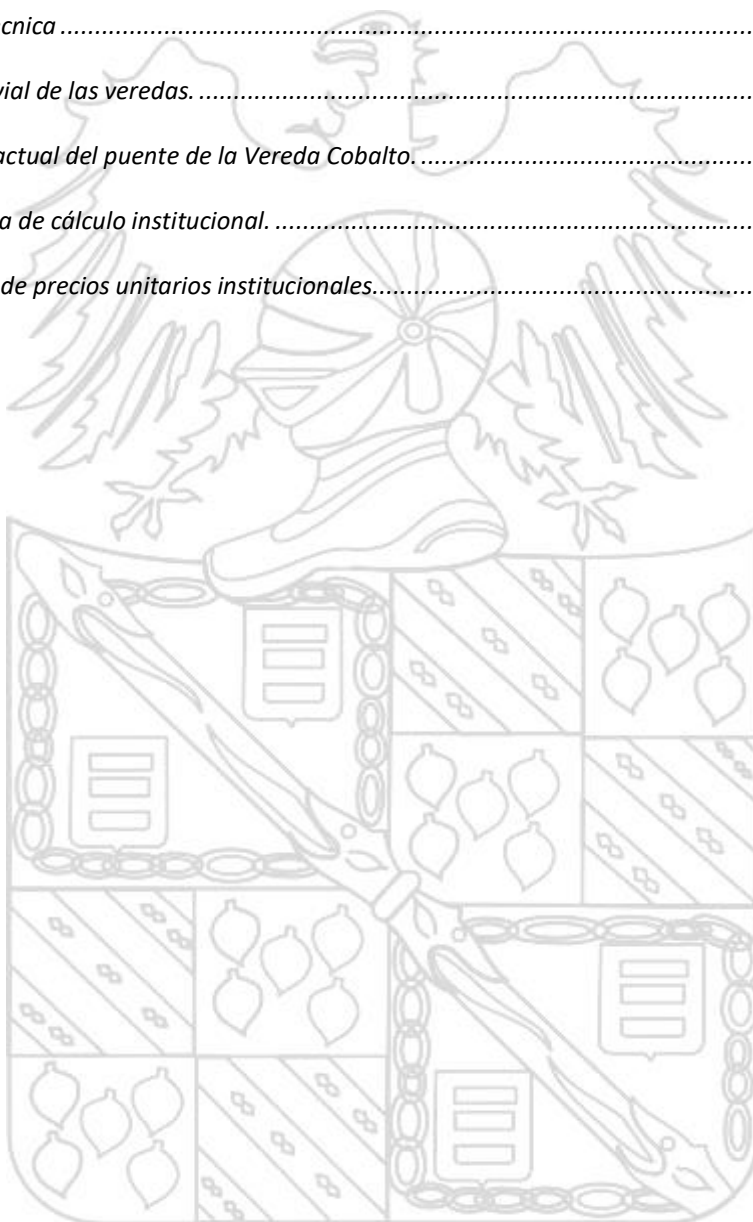 cnica ....................................................................................................................
vial de las veredas. .............................................................................................
actual del puente de la Vereda Cobalto. .........................................................
a de cálculo institucional. .................................................................................
de precios unitarios institucionales.................................................................